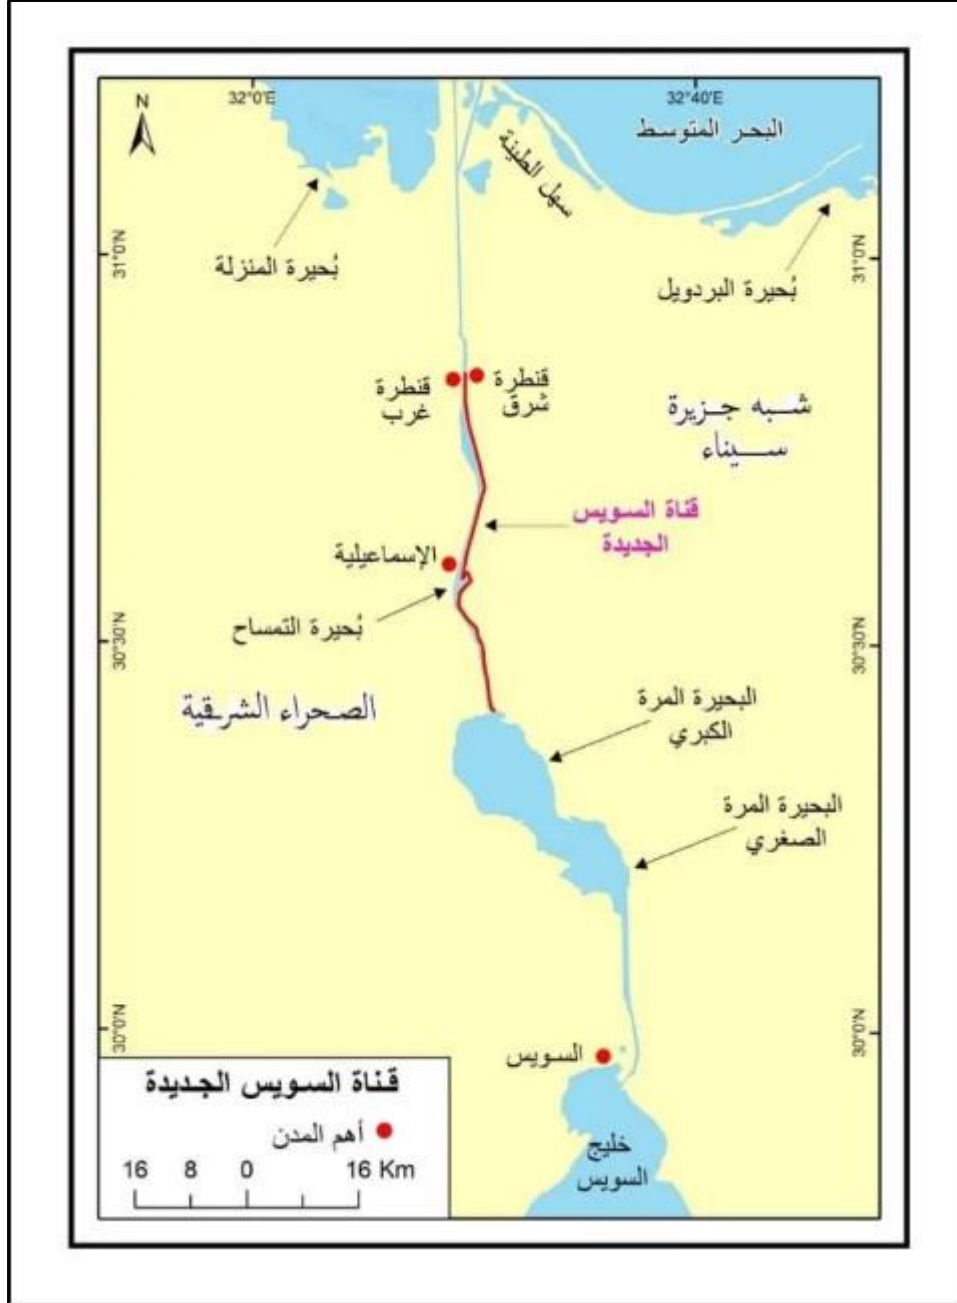 32°0'E
32°40'E
N
البحر المتوسط
سهل الطينة
31°0'N
31°0'N
بُحيرة المنزلة
بُحيرة البردويل
قنطرة
شرق
قنطرة
غرب
شبه جزيرة
سيناء
قناة السويس
الجديدة
الإسماعيلية
بُحيرة التمساح
30°30'N
30°30'N
الصحراء الشرقية
البحيرة المرة
الكبري
البحيرة المرة
الصغري
30°0'N
30°0'N
السويس
خليج
السويس
قناة السويس الجديدة
أهم المدن
16 8 0 16 Km